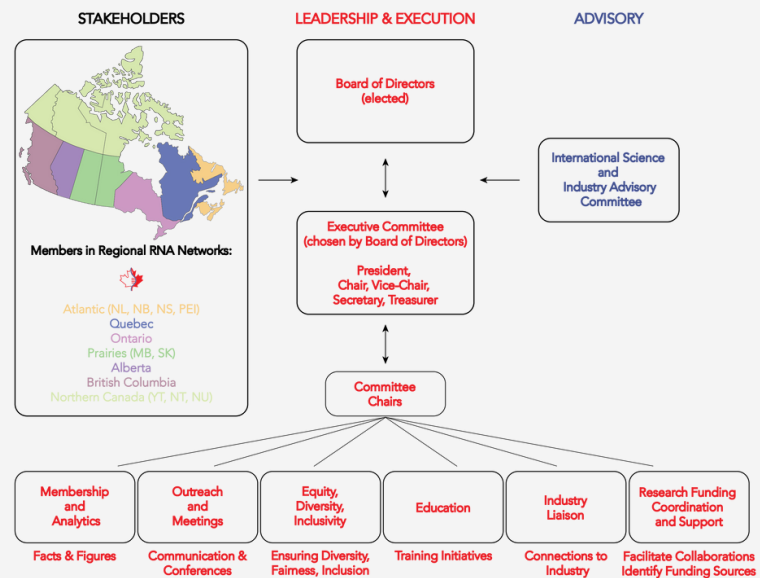 STAKEHOLDERS
LEADERSHIP & EXECUTION
ADVISORY
Members in Regional RNA Networks:
Atlantic (NL, NB, NS, PEI)
Quebec
Ontario
Prairies (MB, SK)
Alberta
British Columbia
Northern Canada (YT, NT, NU)
Board of Directors
(elected)
International Science
and
Industry Advisory
Committee
Executive Committee
(chosen by Board of Directors)
President,
Chair, Vice-Chair,
Secretary, Treasurer
Committee
Chairs
Membership
and
Analytics
Facts & Figures
Outreach
and
Meetings
Communication &
Conferences
Equity,
Diversity,
Inclusivity
Ensuring Diversity,
Fairness, Inclusion
Education
Training Initiatives
Industry
Liaison
Connections to
Industry
Research Funding
Coordination
and Support
Facilitate Collaborations
Identify Funding Sources